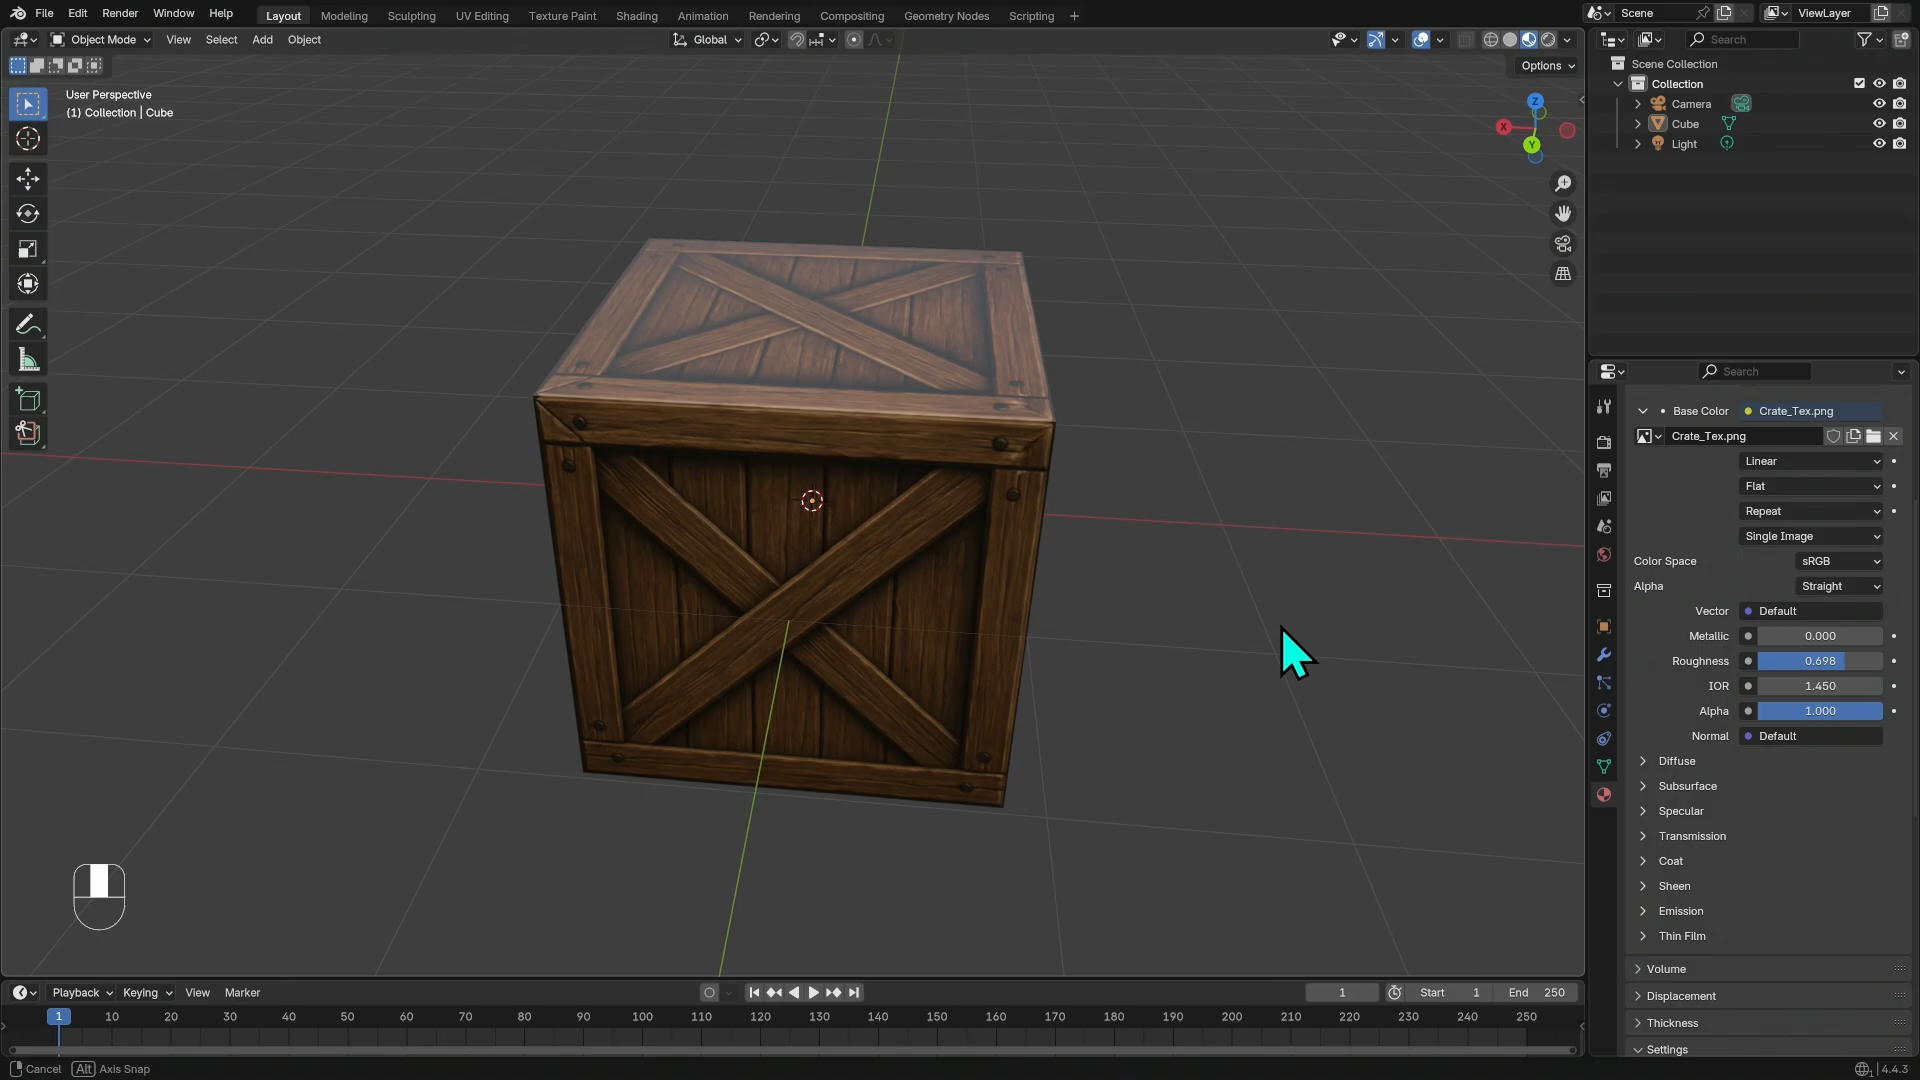 File Edit Render Window Help Layout Modeling Sculpting UV Editing Texture Paint Shading Animation Rendering Compositing Geometry Nodes Scripting + Scene ViewLayer
Object Mode View Select Add Object Global Search
Options
User Perspective
(1) Collection | Cube
Z
X
Y
Scene Collection
Collection
Camera
Cube
Light
Search
Base Color Crate_Tex.png
Crate_Tex.png
Linear
Flat
Repeat
Single Image
Color Space sRGB
Alpha Straight
Vector Default
Metallic 0.000
Roughness 0.698
IOR 1.450
Alpha 1.000
Normal Default
Diffuse
Subsurface
Specular
Transmission
Coat
Sheen
Emission
Thin Film
Volume
Displacement
Thickness
Settings
Playback Keying View Marker 1 Start 1 End 250
1 10 20 30 40 50 60 70 80 90 100 110 120 130 140 150 160 170 180 190 200 210 220 230 240 250
Cancel Alt Axis Snap 4.4.3